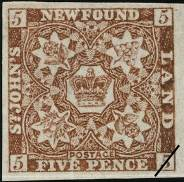 5 NEWFOUND 5
ST. JOHN'S
LAND
POSTAGE
5 FIVE PENCE 5